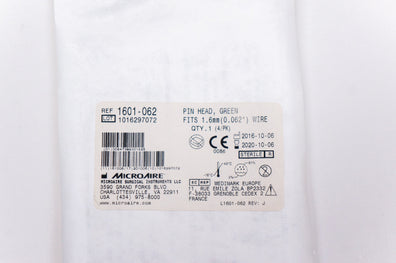 REF 1601-062
LOT 1016297072
PIN HEAD, GREEN
FITS 1.6mm(0.062") WIRE
QTY.1 (4/PK)
2016-10-06
2020-10-06
STERILE R
0086
MICROAIRE
MICROAIRE SURGICAL INSTRUMENTS LLC
3590 GRAND FORKS BLVD
CHARLOTTESVILLE, VA 22911
USA (434) 975-8000
www.microaire.com
EC REP MEDIMARK EUROPE
11, RUE EMILE ZOLA BP2332
F-38033 GRENOBLE CEDEX 2
FRANCE
L1601-062 REV: J